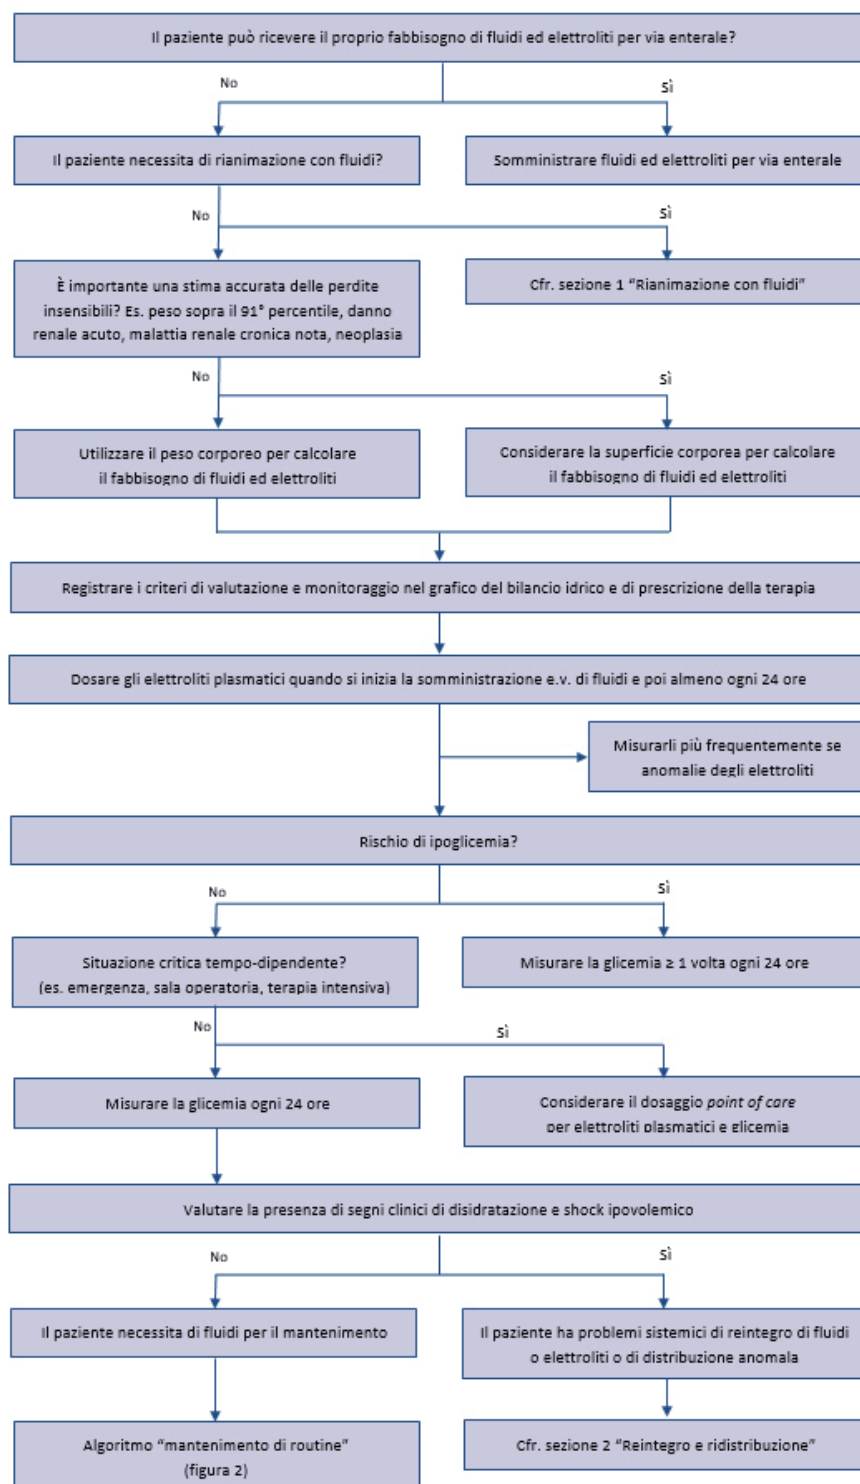 Il paziente può ricevere il proprio fabbisogno di fluidi ed elettroliti per via enterale?
No
Sì
Il paziente necessita di rianimazione con fluidi?
Somministrare fluidi ed elettroliti per via enterale
No
Sì
È importante una stima accurata delle perdite
insensibili? Es. peso sopra il 91° percentile, danno
renale acuto, malattia renale cronica nota, neoplasia
Cfr. sezione 1 “Rianimazione con fluidi”
No
Sì
Utilizzare il peso corporeo per calcolare
il fabbisogno di fluidi ed elettroliti
Considerare la superficie corporea per calcolare
il fabbisogno di fluidi ed elettroliti
Registrare i criteri di valutazione e monitoraggio nel grafico del bilancio idrico e di prescrizione della terapia
Dosare gli elettroliti plasmatici quando si inizia la somministrazione e.v. di fluidi e poi almeno ogni 24 ore
Misurarli più frequentemente se
anomalie degli elettroliti
Rischio di ipoglicemia?
No
Sì
Situazione critica tempo-dipendente?
(es. emergenza, sala operatoria, terapia intensiva)
Misurare la glicemia ≥ 1 volta ogni 24 ore
No
Sì
Misurare la glicemia ogni 24 ore
Considerare il dosaggio point of care
per elettroliti plasmatici e glicemia
Valutare la presenza di segni clinici di disidratazione e shock ipovolemico
No
Sì
Il paziente necessita di fluidi per il mantenimento
Il paziente ha problemi sistemici di reintegro di fluidi
o elettroliti o di distribuzione anomala
Algoritmo “mantenimento di routine”
(figura 2)
Cfr. sezione 2 “Reintegro e ridistribuzione”